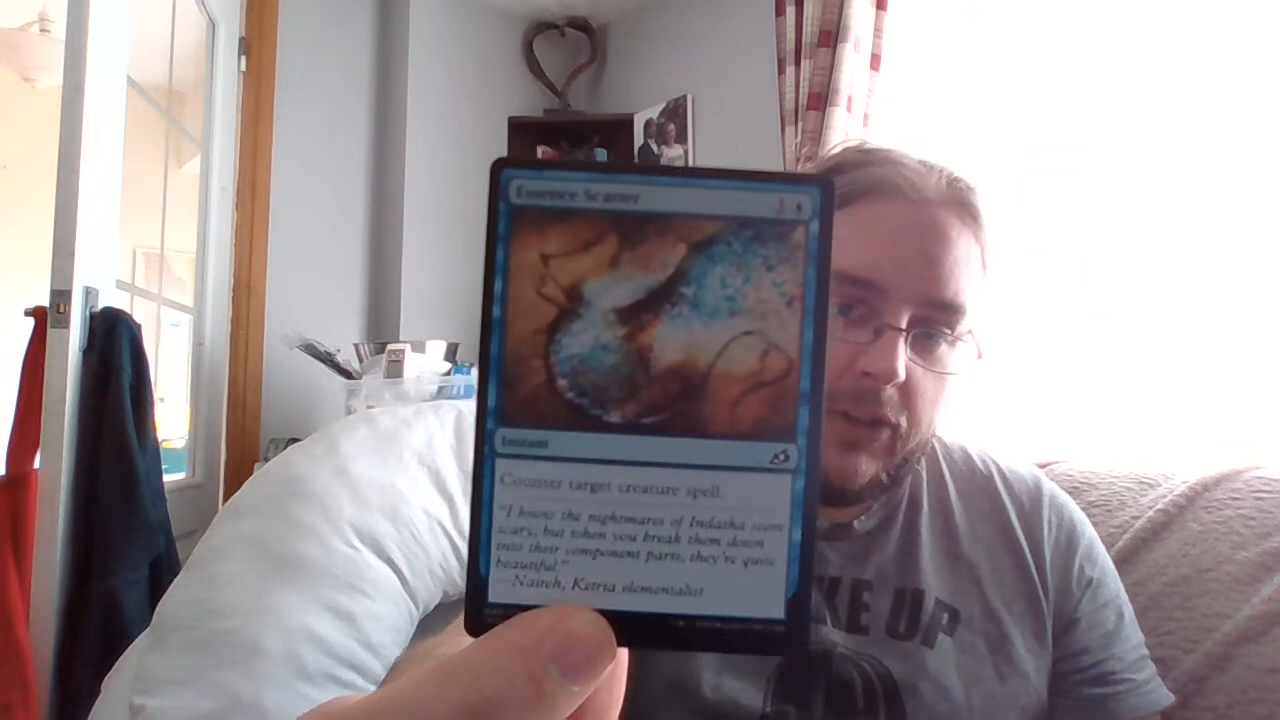 Essence Scatter 1
Instant
Counter target creature spell.
"I know the nightmares of Indatha seem
scary, but when you break them down
into their component parts, they're quite
beautiful."
—Naireh, Ketria elementalist
KE UP